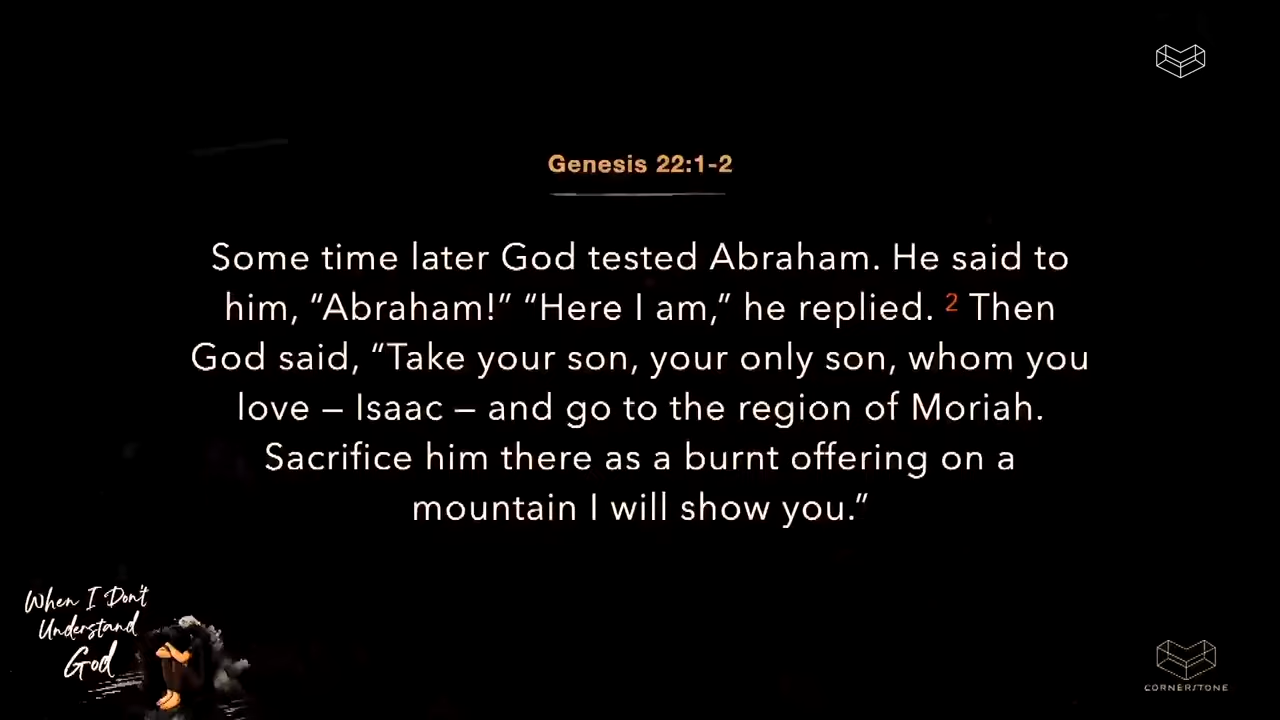 Genesis 22:1-2
Some time later God tested Abraham. He said to
him, “Abraham!” “Here I am,” he replied. 2 Then
God said, “Take your son, your only son, whom you
love – Isaac – and go to the region of Moriah.
Sacrifice him there as a burnt offering on a
mountain I will show you.”
When I Don't
Understand
God
CORNERSTONE